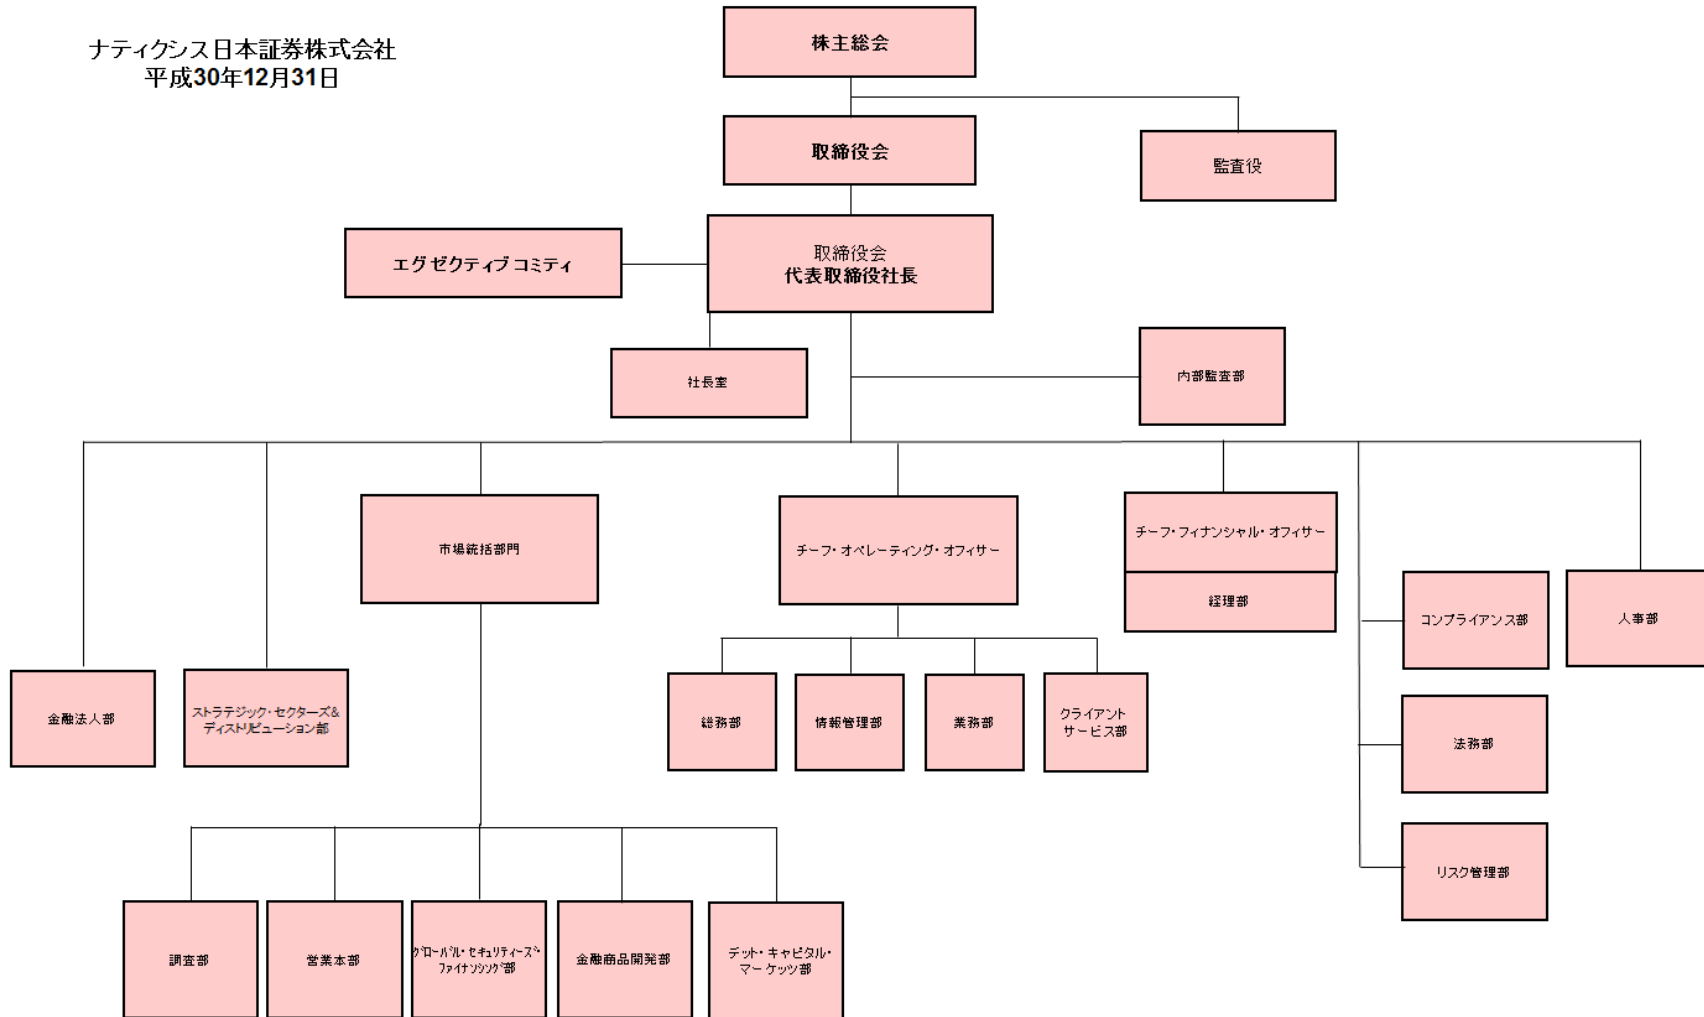 ナティクシス日本証券株式会社
平成30年12月31日
株主総会
取締役会
監査役
エグゼクティブコミティ
取締役会
代表取締役社長
社長室
内部監査部
市場統括部門
チーフ・オペレーティング・オフィサー
チーフ・フィナンシャル・オフィサー
経理部
コンプライアンス部
人事部
金融法人部
ストラテジック・セクターズ&
ディストリビューション部
総務部
情報管理部
業務部
クライアント
サービス部
法務部
リスク管理部
調査部
営業本部
グローバル・セキュリティーズ・
ファイナンシング部
金融商品開発部
デット・キャピタル・
マーケッツ部